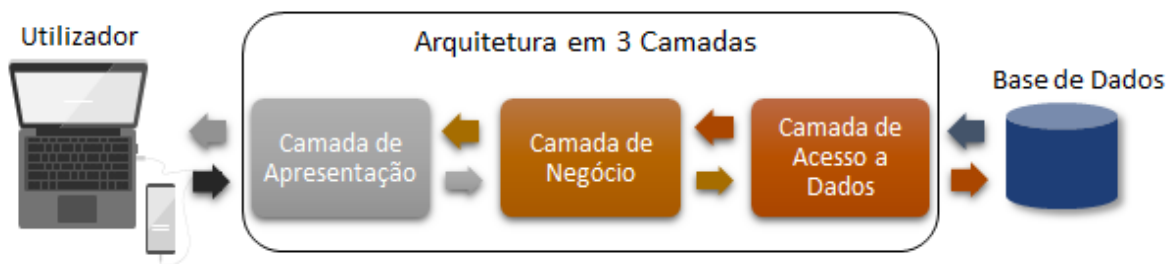 Utilizador
Arquitetura em 3 Camadas
Base de Dados
Camada de
Apresentação
Camada de
Negócio
Camada de
Acesso a
Dados